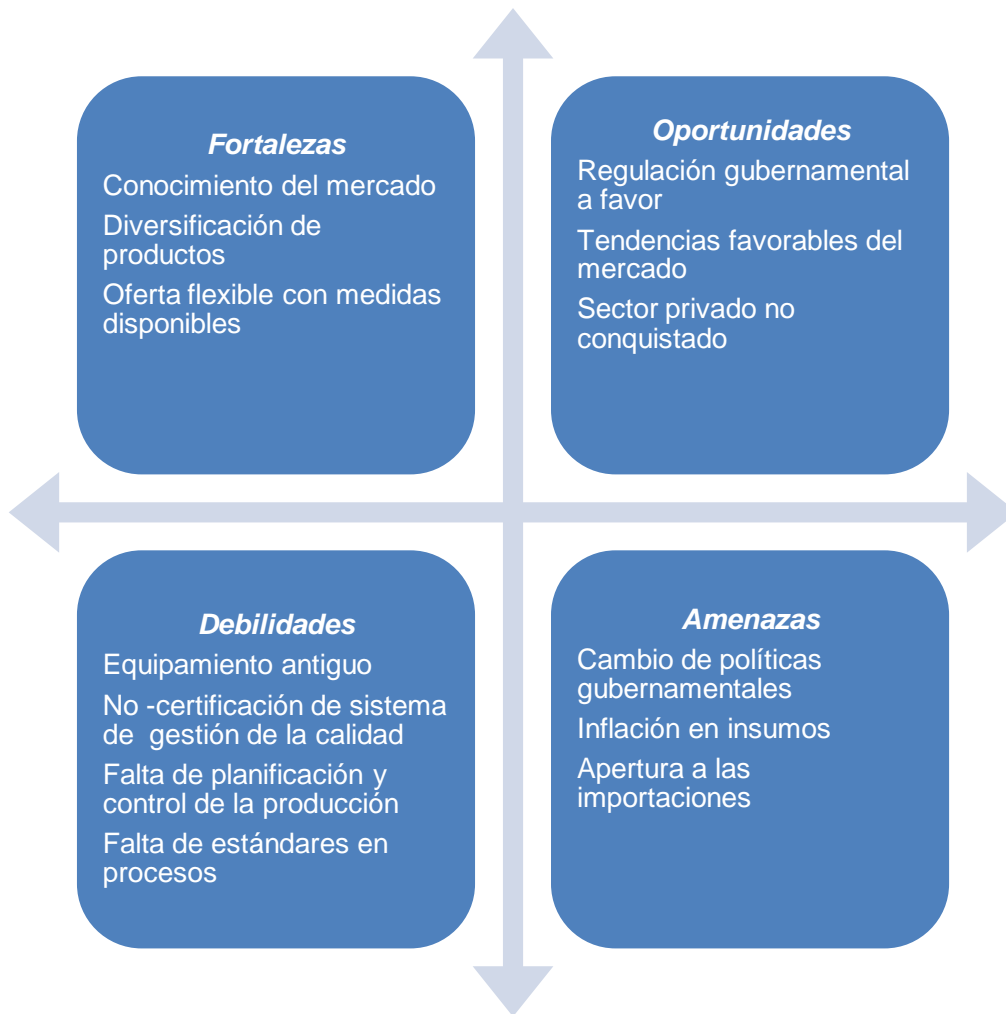 Fortalezas
Conocimiento del mercado
Diversificación de
productos
Oferta flexible con medidas
disponibles
Oportunidades
Regulación gubernamental
a favor
Tendencias favorables del
mercado
Sector privado no
conquistado
Debilidades
Equipamiento antiguo
No -certificación de sistema
de  gestión de la calidad
Falta de planificación y
control de la producción
Falta de estándares en
procesos
Amenazas
Cambio de políticas
gubernamentales
Inflación en insumos
Apertura a las
importaciones